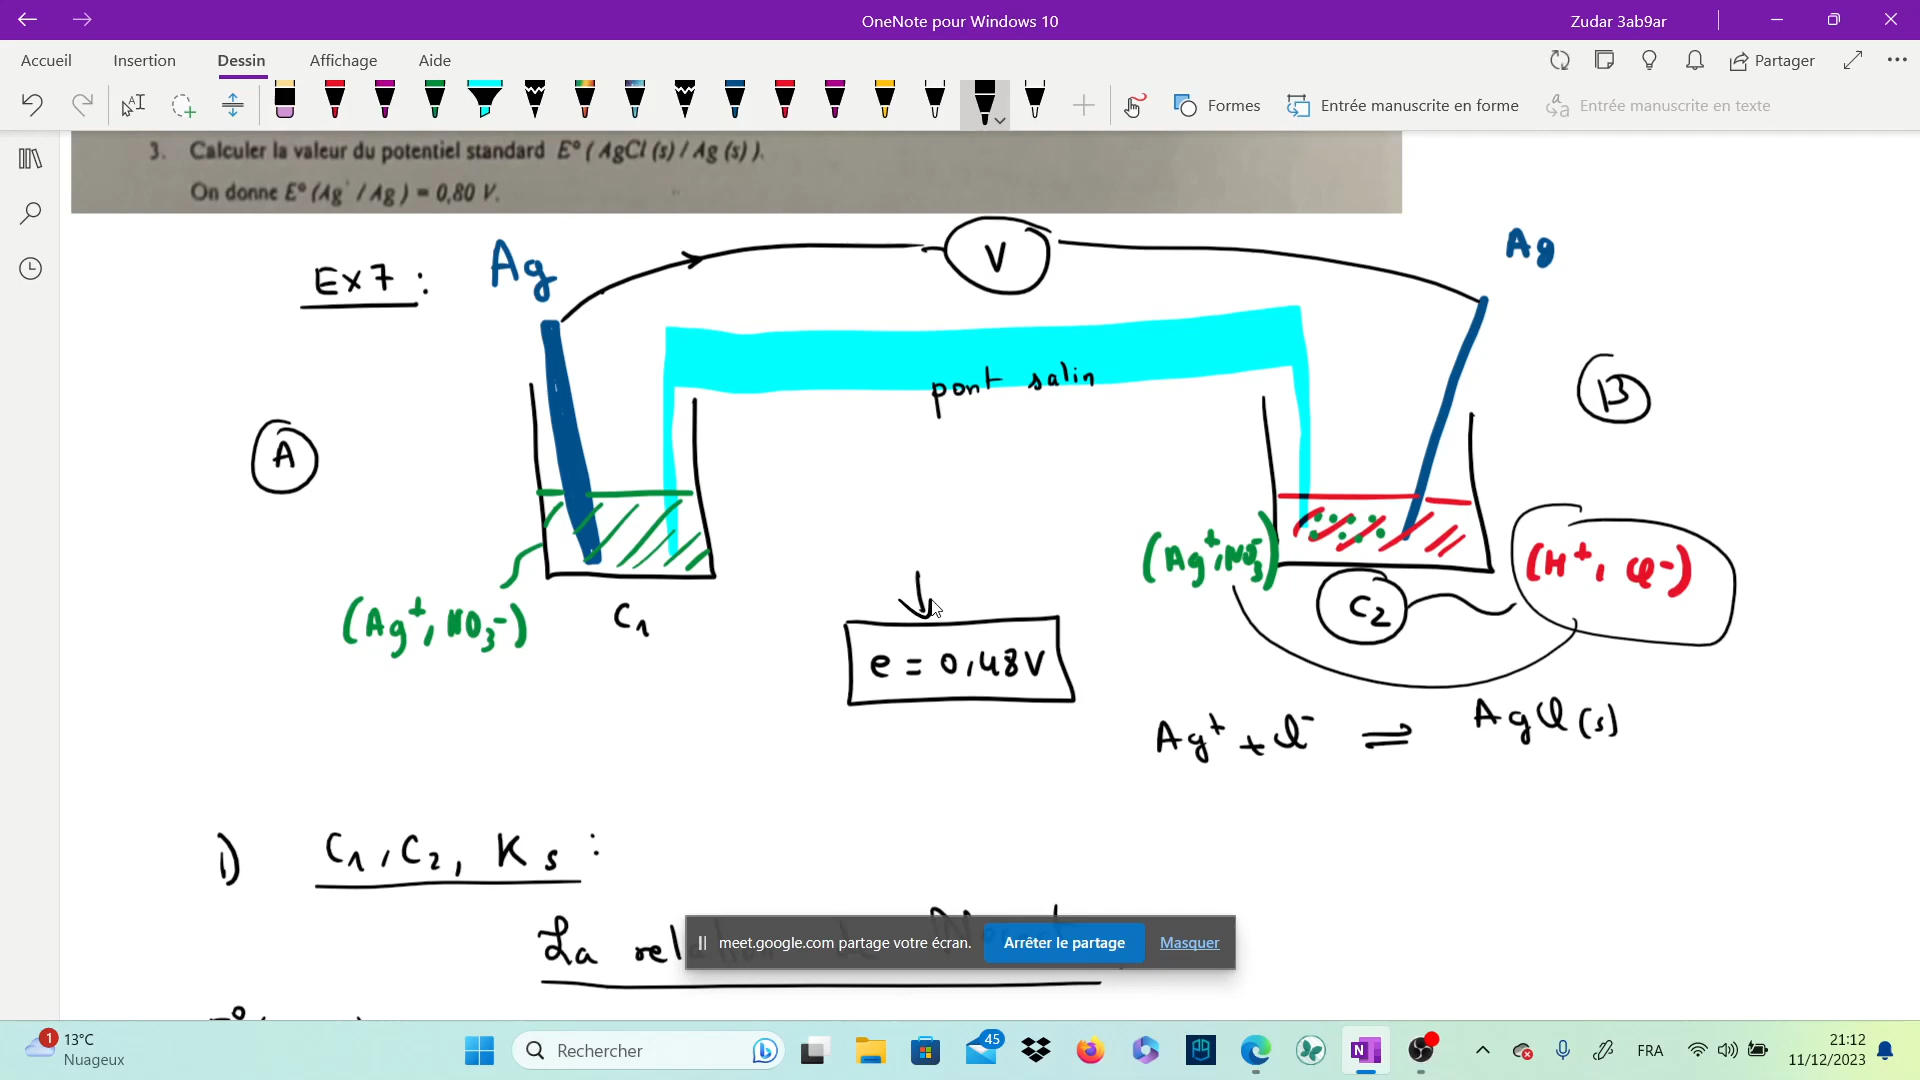 OneNote pour Windows 10
Zudar 3ab9ar
Accueil Insertion Dessin Affichage Aide
Partager
Formes
Entrée manuscrite en forme
Entrée manuscrite en texte
3. Calculer la valeur du potentiel standard E° ( AgCl (s) / Ag (s) ).
On donne E° (Ag+ / Ag ) = 0,80 V.
Ex7 :
Ag
V
Ag
pont salin
A
B
(Ag+, NO3-)
C1
(Ag+, NO3-)
C2
(H+, Cl-)
e = 0,48V
Ag+ + Cl- ⇌ AgCl (s)
1) C1, C2, Ks :
La
meet.google.com partage votre écran.
Arrêter le partage
Masquer
1
13°C
Nuageux
Rechercher
45
FRA
21:12
11/12/2023